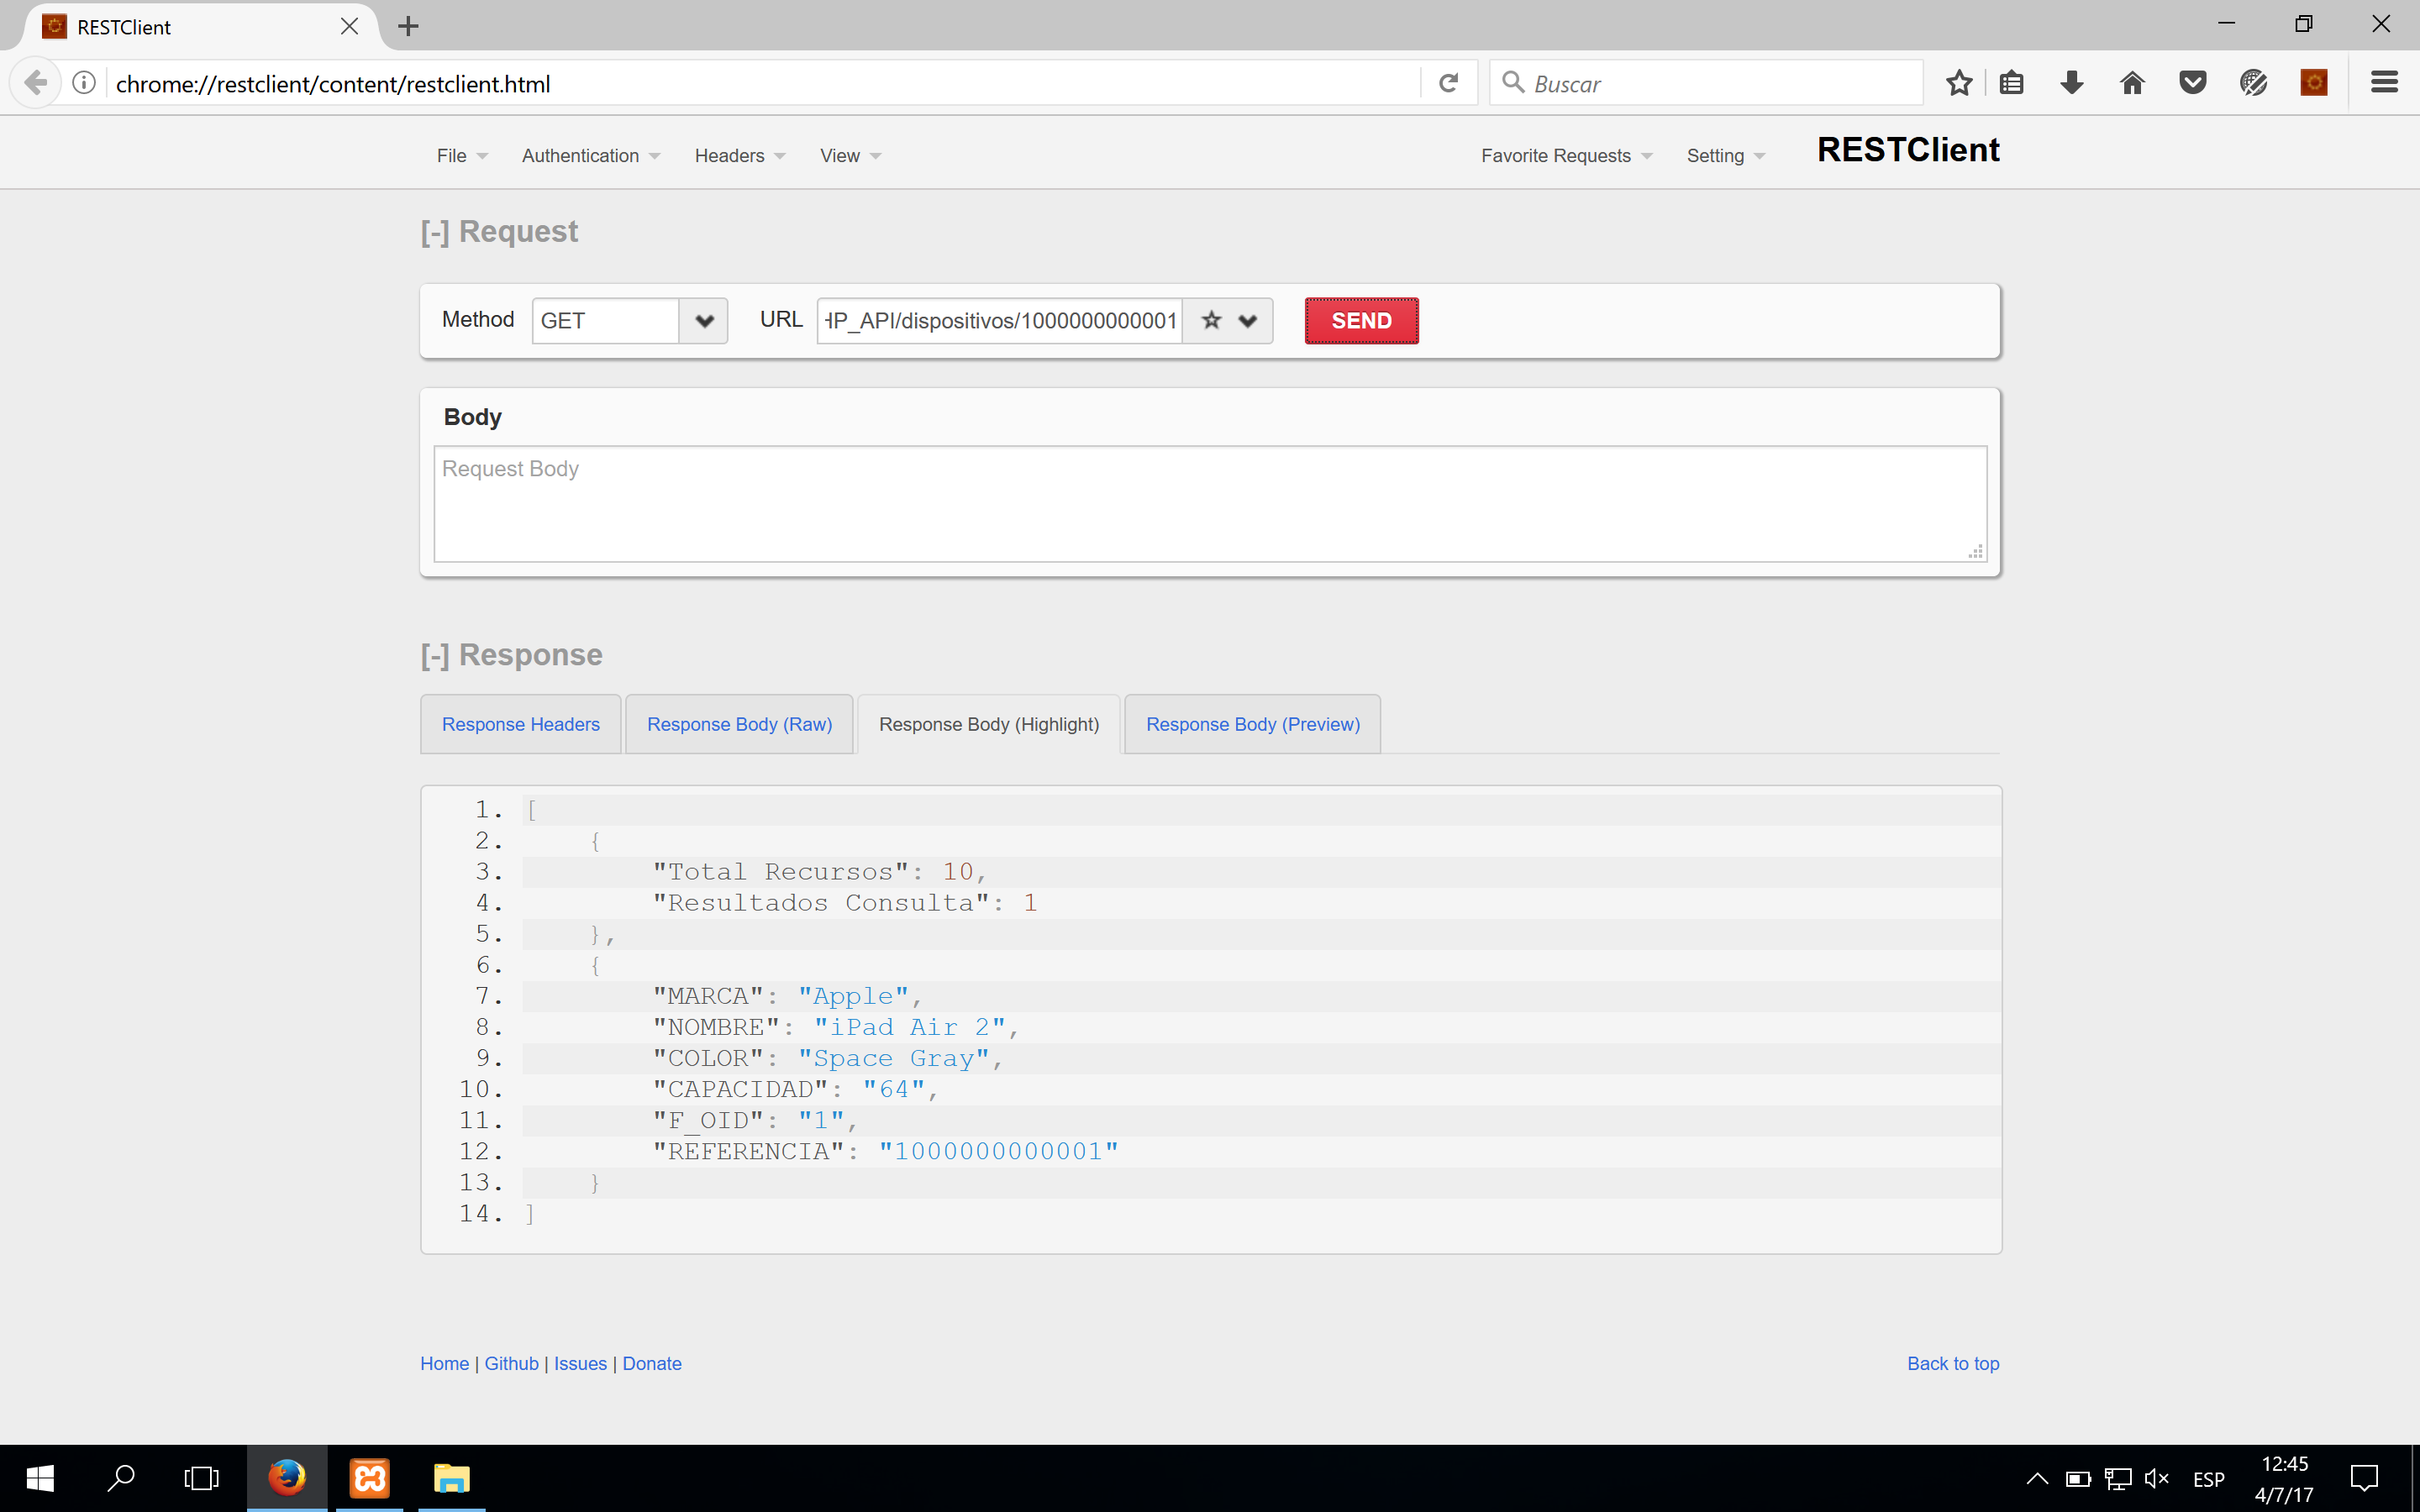 RESTClient
chrome://restclient/content/restclient.html
Buscar
File Authentication Headers View Favorite Requests Setting RESTClient
[-] Request
Method GET URL HP_API/dispositivos/1000000000001 SEND
Body
Request Body
[-] Response
Response Headers Response Body (Raw) Response Body (Highlight) Response Body (Preview)
1. [
2. {
3. "Total Recursos": 10,
4. "Resultados Consulta": 1
5. },
6. {
7. "MARCA": "Apple",
8. "NOMBRE": "iPad Air 2",
9. "COLOR": "Space Gray",
10. "CAPACIDAD": "64",
11. "F_OID": "1",
12. "REFERENCIA": "1000000000001"
13. }
14. ]
Home | Github | Issues | Donate Back to top
ESP
12:45
4/7/17